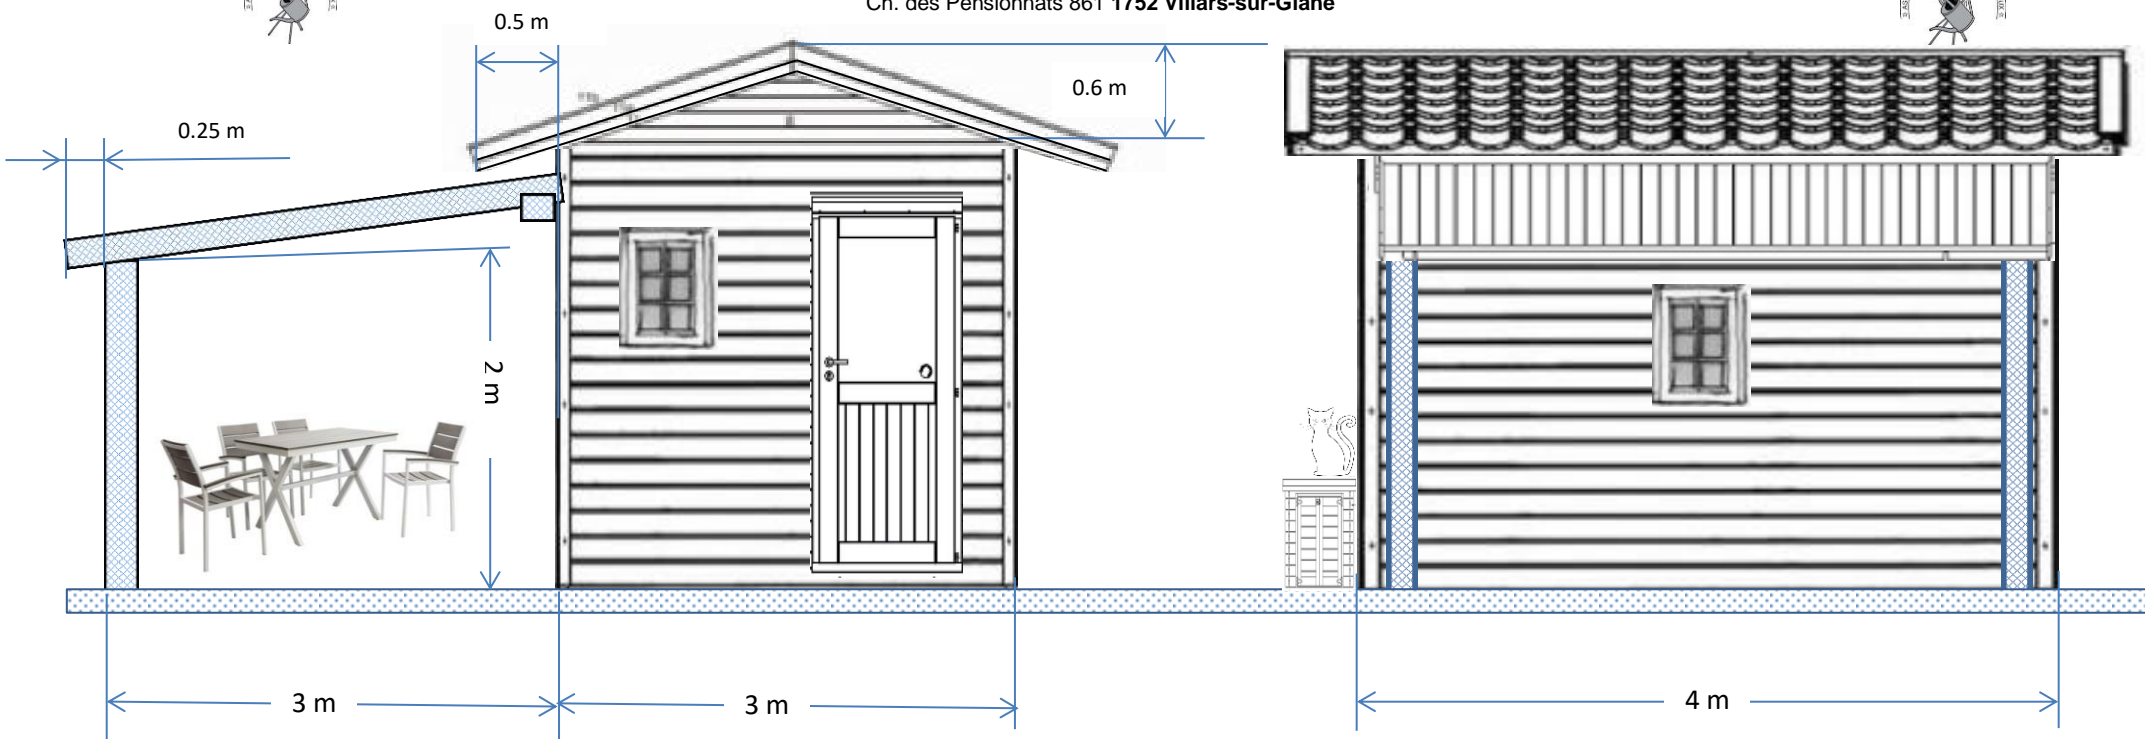 Ch. des Pensionnats 861 1752 Villars-sur-Glâne
0.5 m
0.6 m
0.25 m
2 m
3 m
3 m
4 m